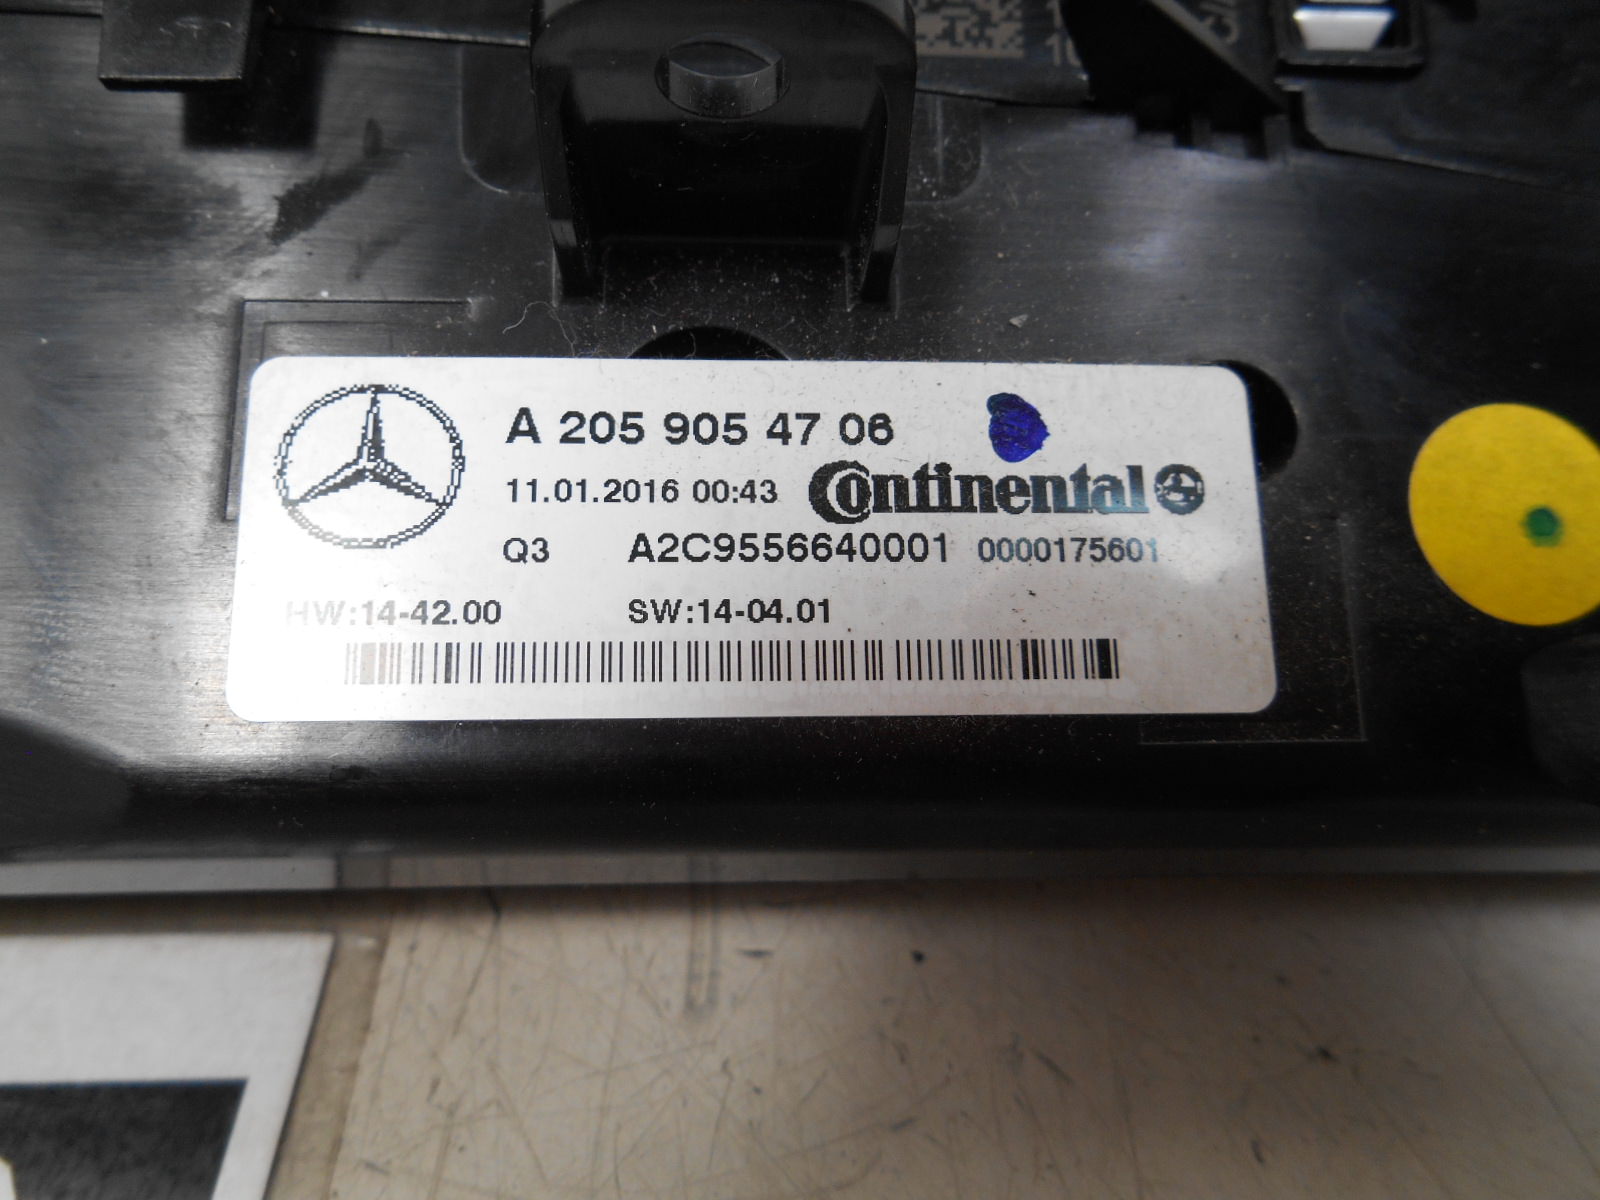 A 205 905 47 06
11.01.2016 00:43 Continental
Q3 A2C9556640001 0000175601
HW:14-42.00 SW:14-04.01